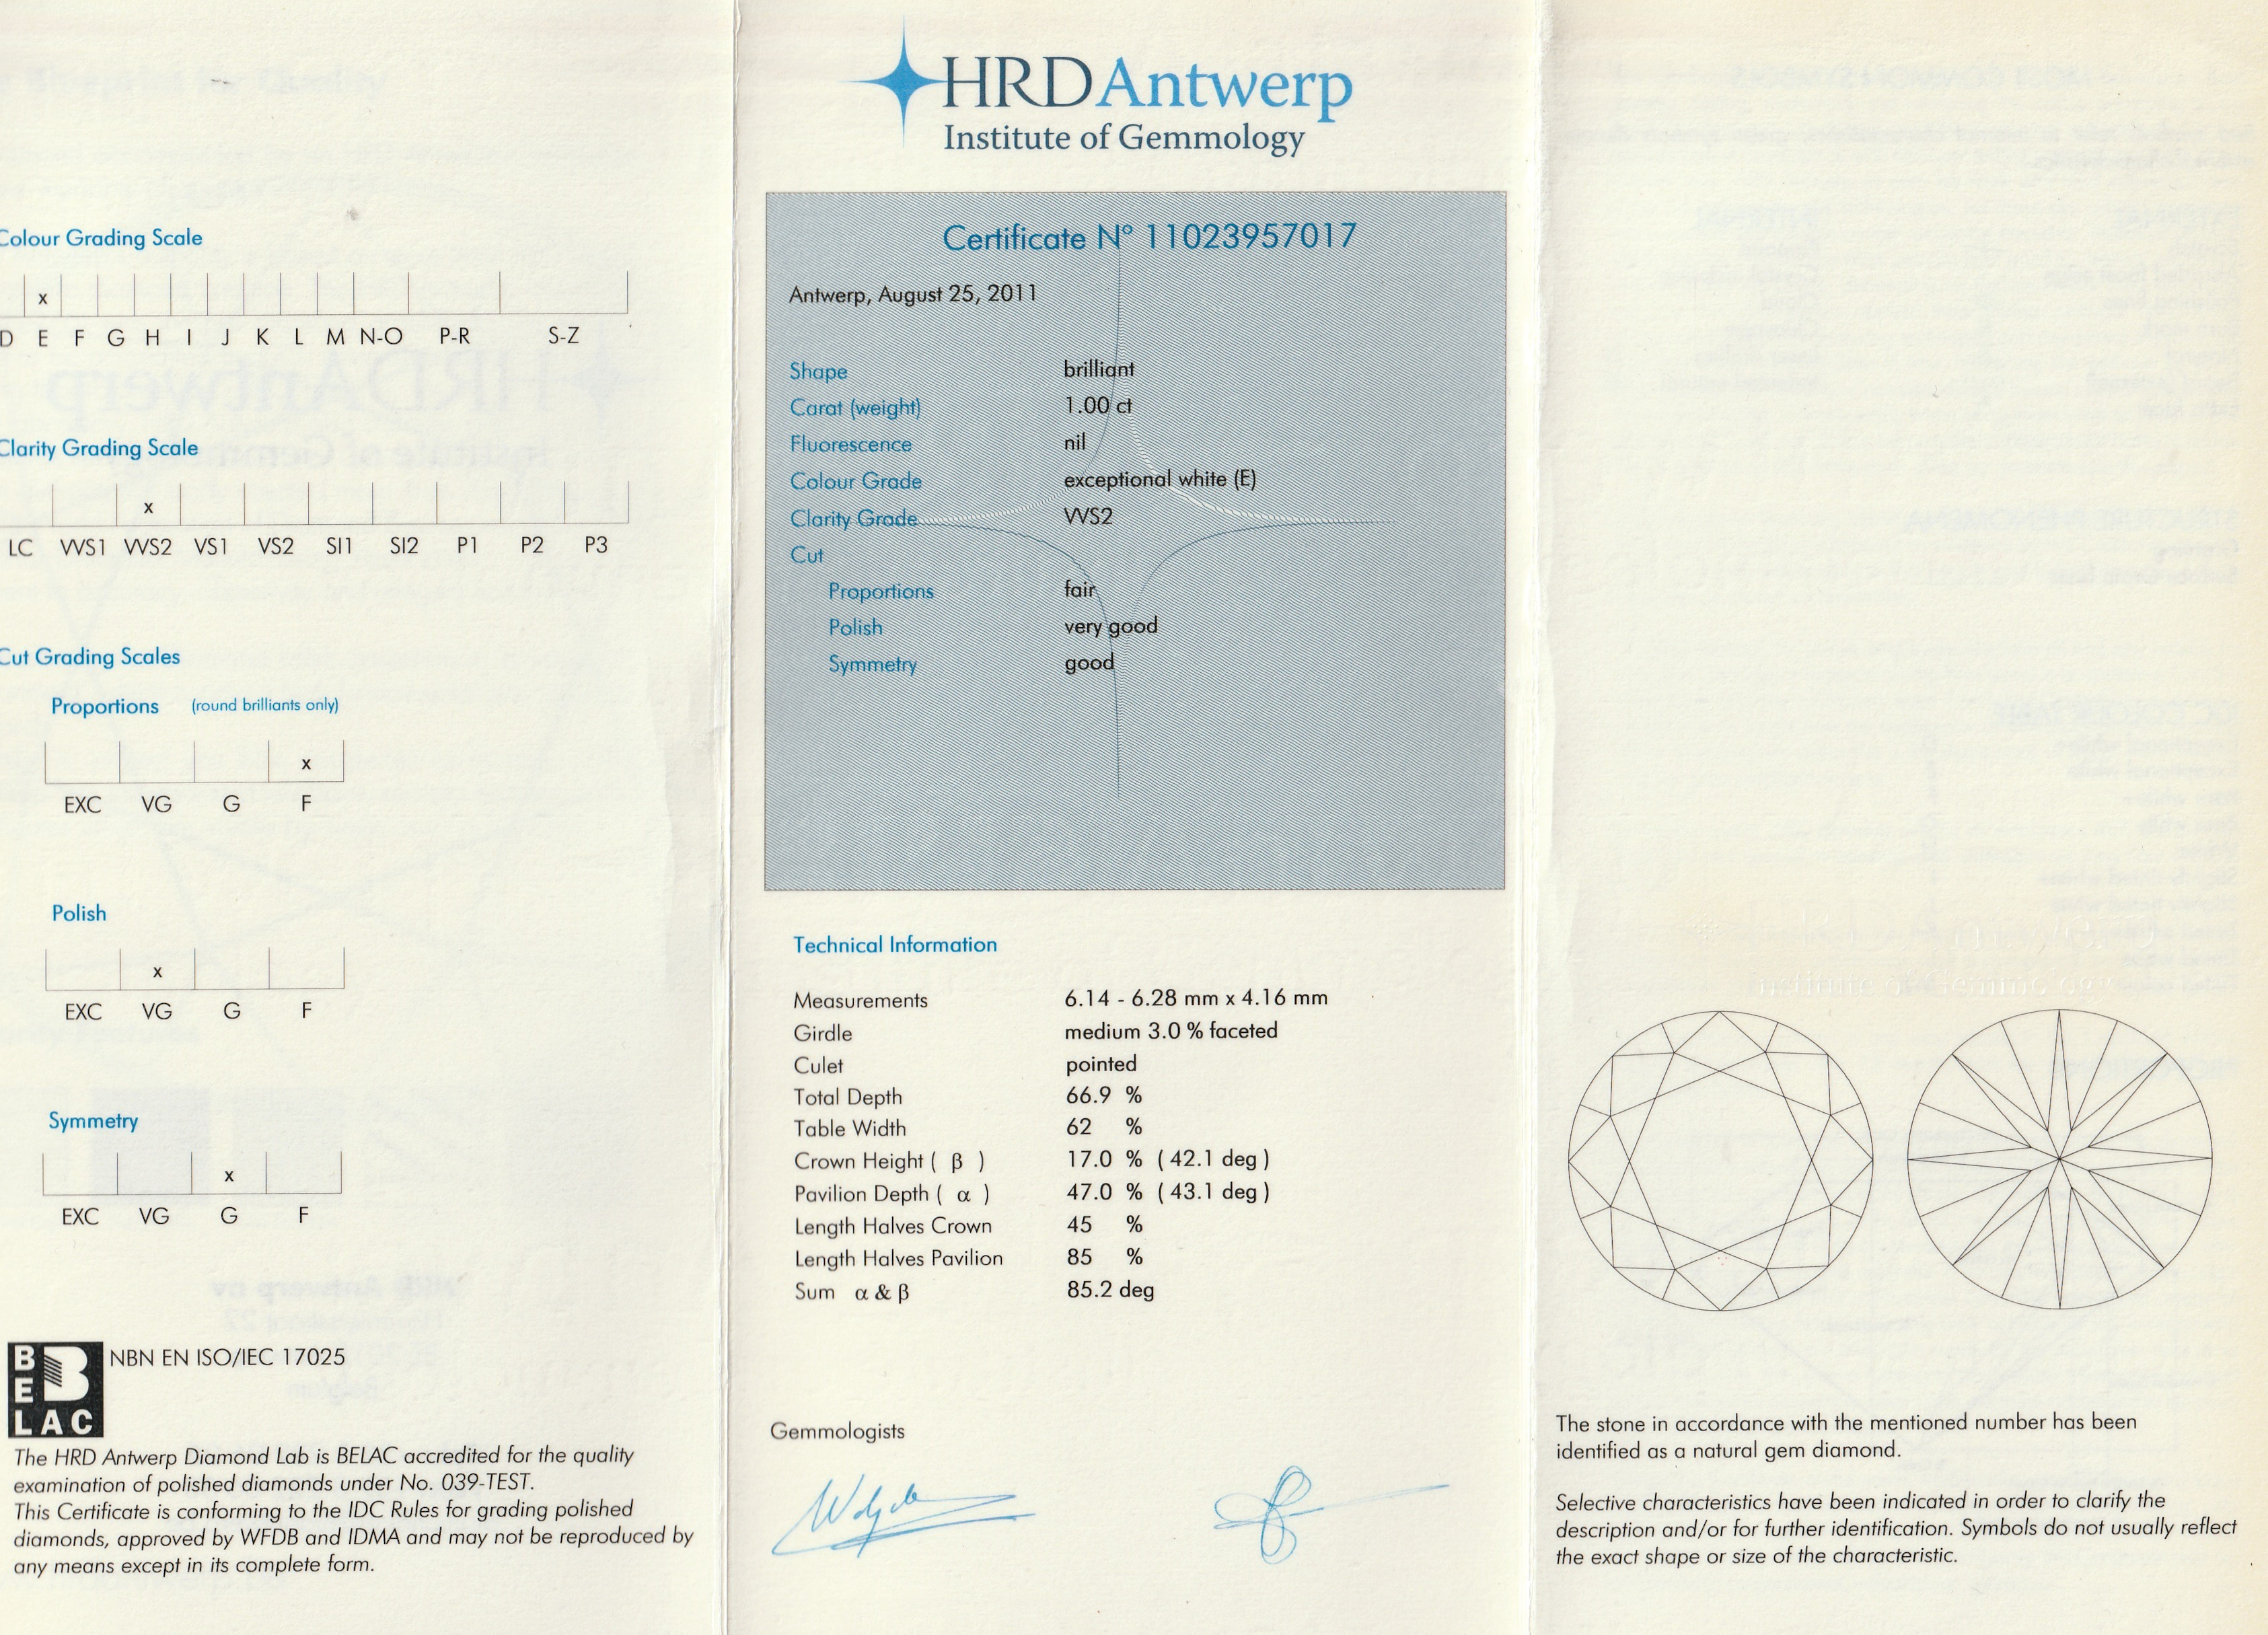 Colour Grading Scale
x
D E F G H I J K L M N-O P-R S-Z
Clarity Grading Scale
x
LC VVS1 VVS2 VS1 VS2 SI1 SI2 P1 P2 P3
Cut Grading Scales
Proportions (round brilliants only)
x
EXC VG G F
Polish
x
EXC VG G F
Symmetry
x
EXC VG G F
B
E
LAC
NBN EN ISO/IEC 17025
The HRD Antwerp Diamond Lab is BELAC accredited for the quality
examination of polished diamonds under No. 039-TEST.
This Certificate is conforming to the IDC Rules for grading polished
diamonds, approved by WFDB and IDMA and may not be reproduced by
any means except in its complete form.
HRDAntwerp
Institute of Gemmology
Certificate N° 11023957017
Antwerp, August 25, 2011
Shape brilliant
Carat (weight) 1.00 ct
Fluorescence nil
Colour Grade exceptional white (E)
Clarity Grade VVS2
Cut
Proportions fair
Polish very good
Symmetry good
Technical Information
Measurements 6.14 - 6.28 mm x 4.16 mm
Girdle medium 3.0 % faceted
Culet pointed
Total Depth 66.9 %
Table Width 62 %
Crown Height ( β ) 17.0 % ( 42.1 deg )
Pavilion Depth ( α ) 47.0 % ( 43.1 deg )
Length Halves Crown 45 %
Length Halves Pavilion 85 %
Sum α & β 85.2 deg
Gemmologists
HRD Antwerp
Institute of Gemmology
The stone in accordance with the mentioned number has been
identified as a natural gem diamond.
Selective characteristics have been indicated in order to clarify the
description and/or for further identification. Symbols do not usually reflect
the exact shape or size of the characteristic.